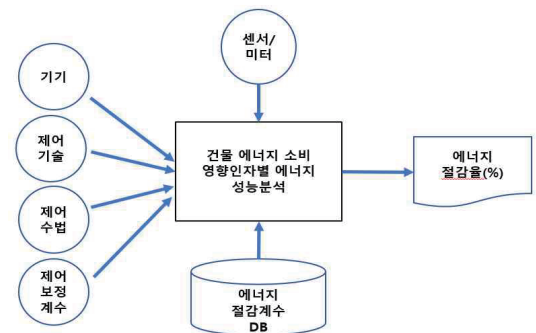 센서/
미터
기기
제어
기술
제어
수법
제어
보정
계수
건물 에너지 소비
영향인자별 에너지
성능분석
에너지
절감율(%)
에너지
절감계수
DB